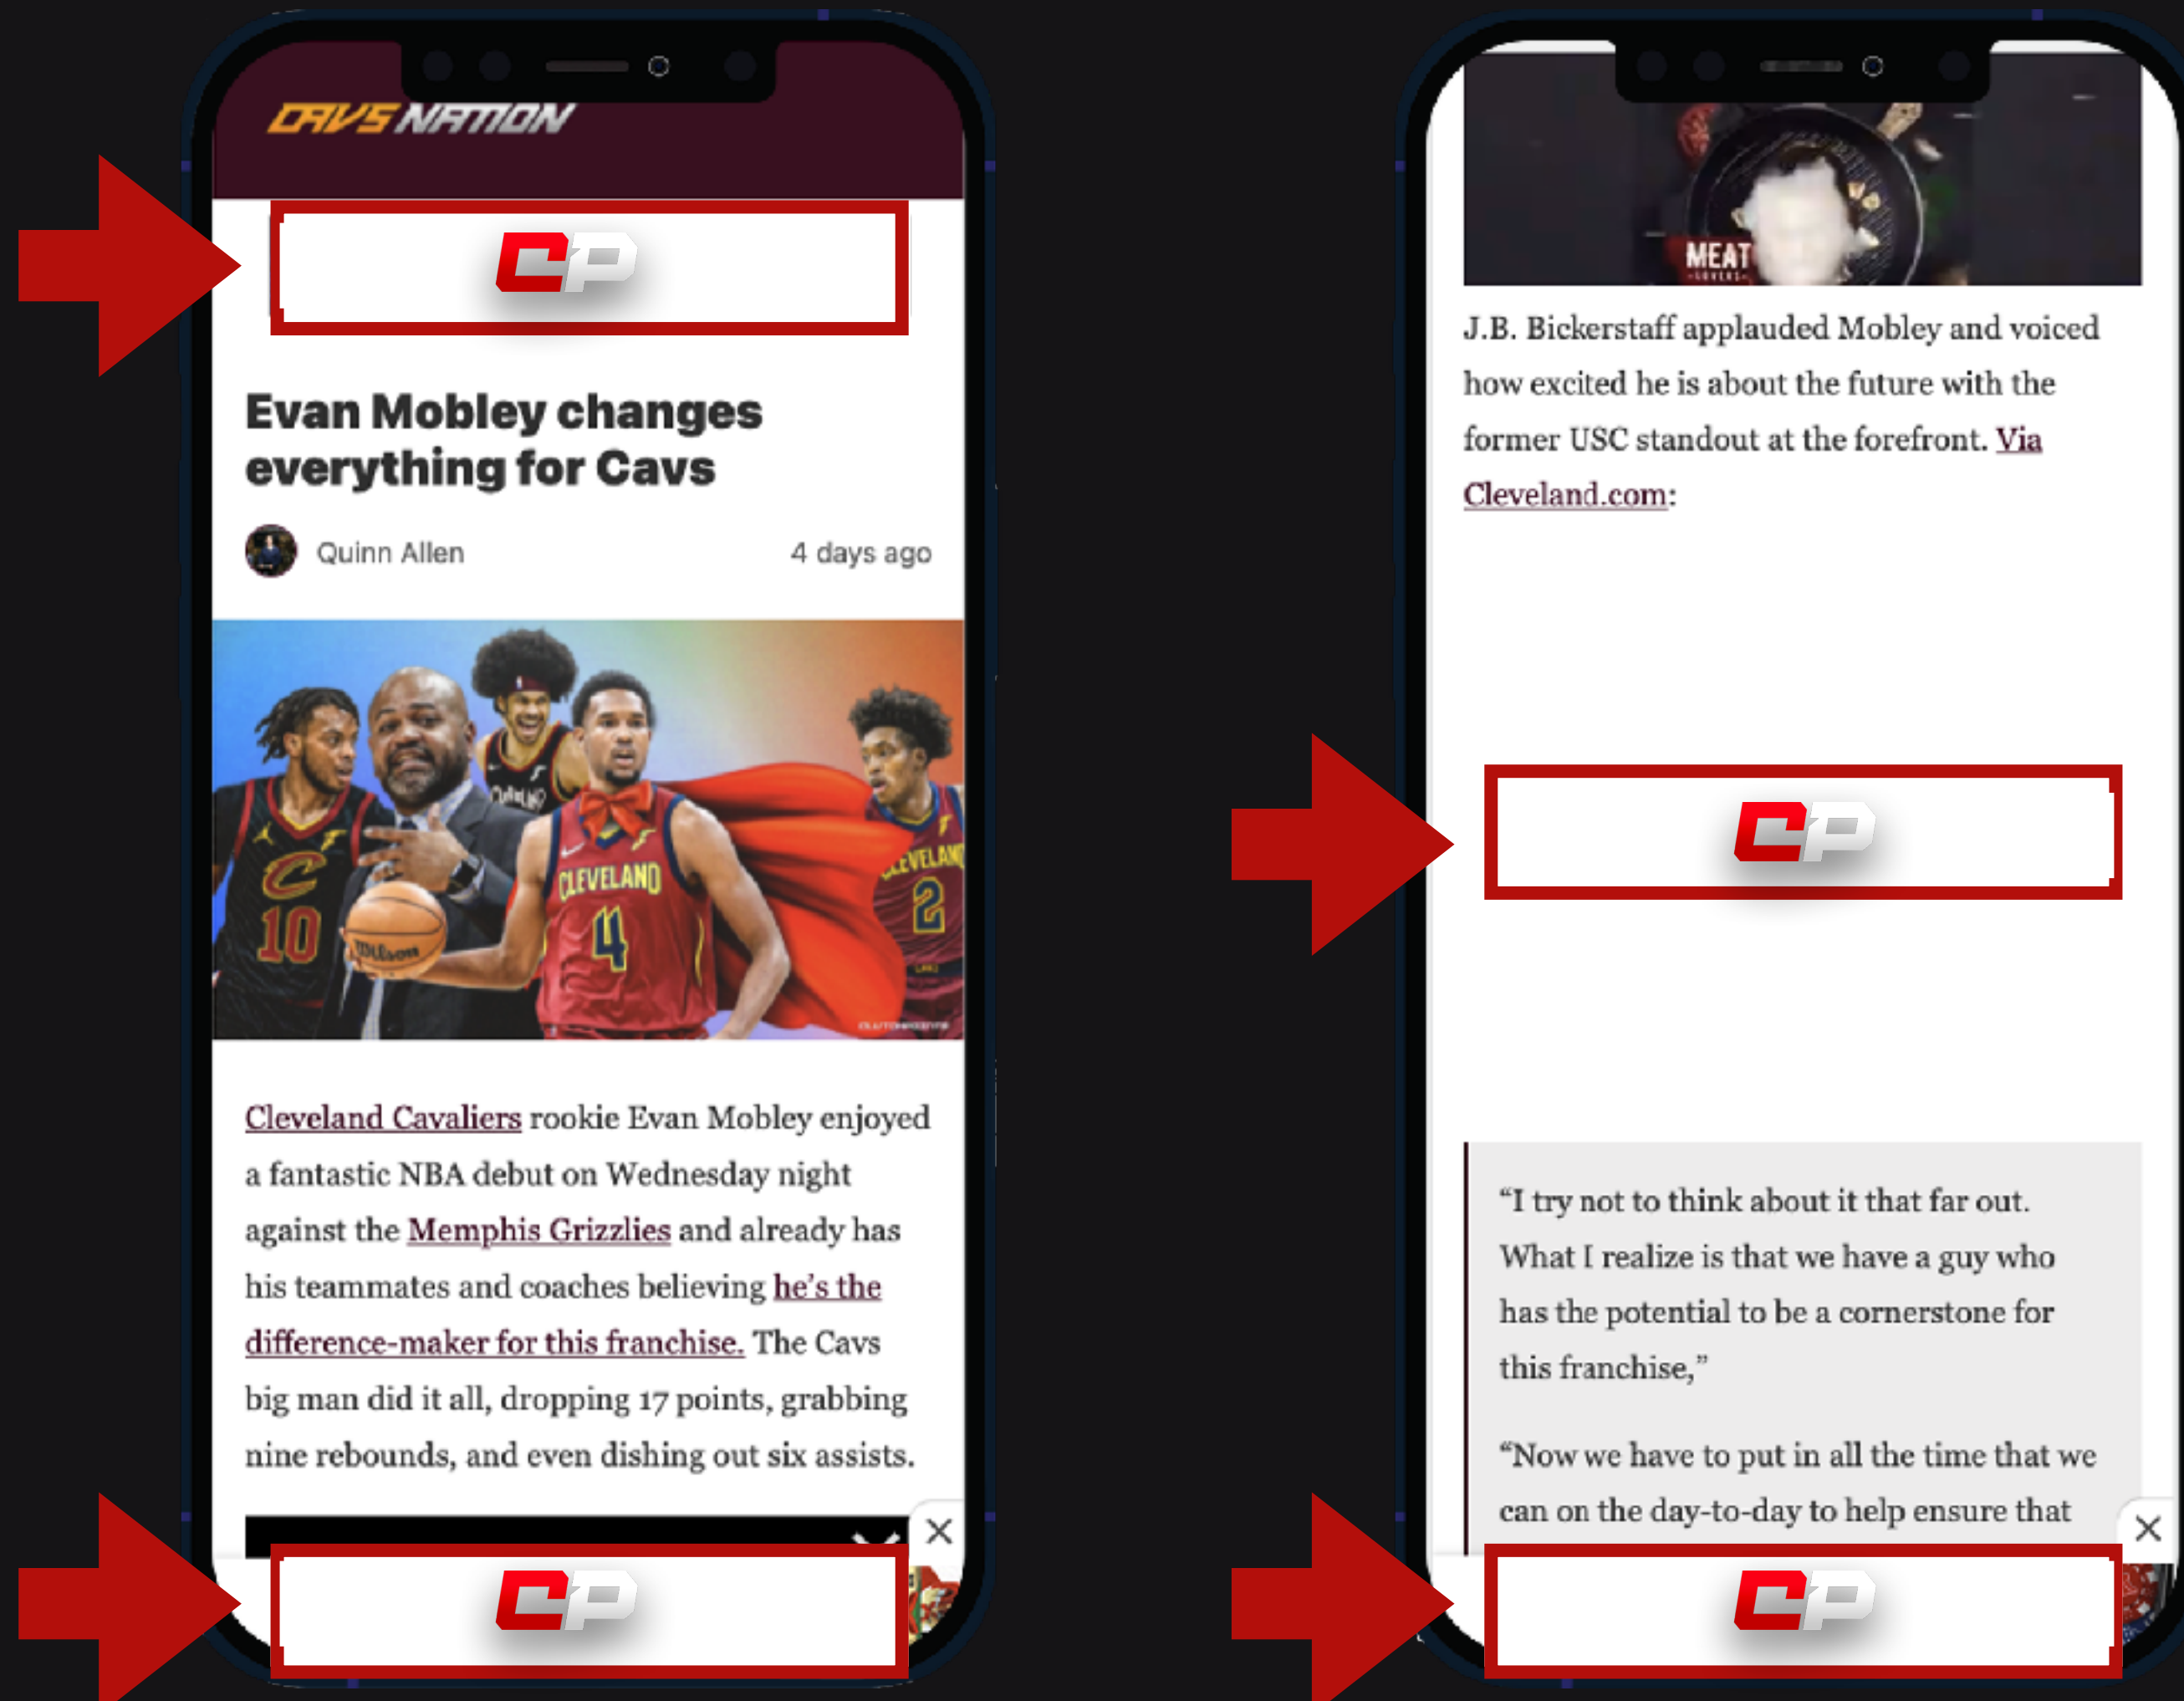 CAVS NATION
CP
Evan Mobley changes
everything for Cavs
Quinn Allen
4 days ago
C
10
CLEVELAND
4
CLEVELAND
2
Wilson
Cleveland Cavaliers rookie Evan Mobley enjoyed
a fantastic NBA debut on Wednesday night
against the Memphis Grizzlies and already has
his teammates and coaches believing he’s the
difference-maker for this franchise. The Cavs
big man did it all, dropping 17 points, grabbing
nine rebounds, and even dishing out six assists.
CP
MEAT
LOVERS
J.B. Bickerstaff applauded Mobley and voiced
how excited he is about the future with the
former USC standout at the forefront. Via
Cleveland.com:
CP
“I try not to think about it that far out.
What I realize is that we have a guy who
has the potential to be a cornerstone for
this franchise,”
“Now we have to put in all the time that we
can on the day-to-day to help ensure that
CP